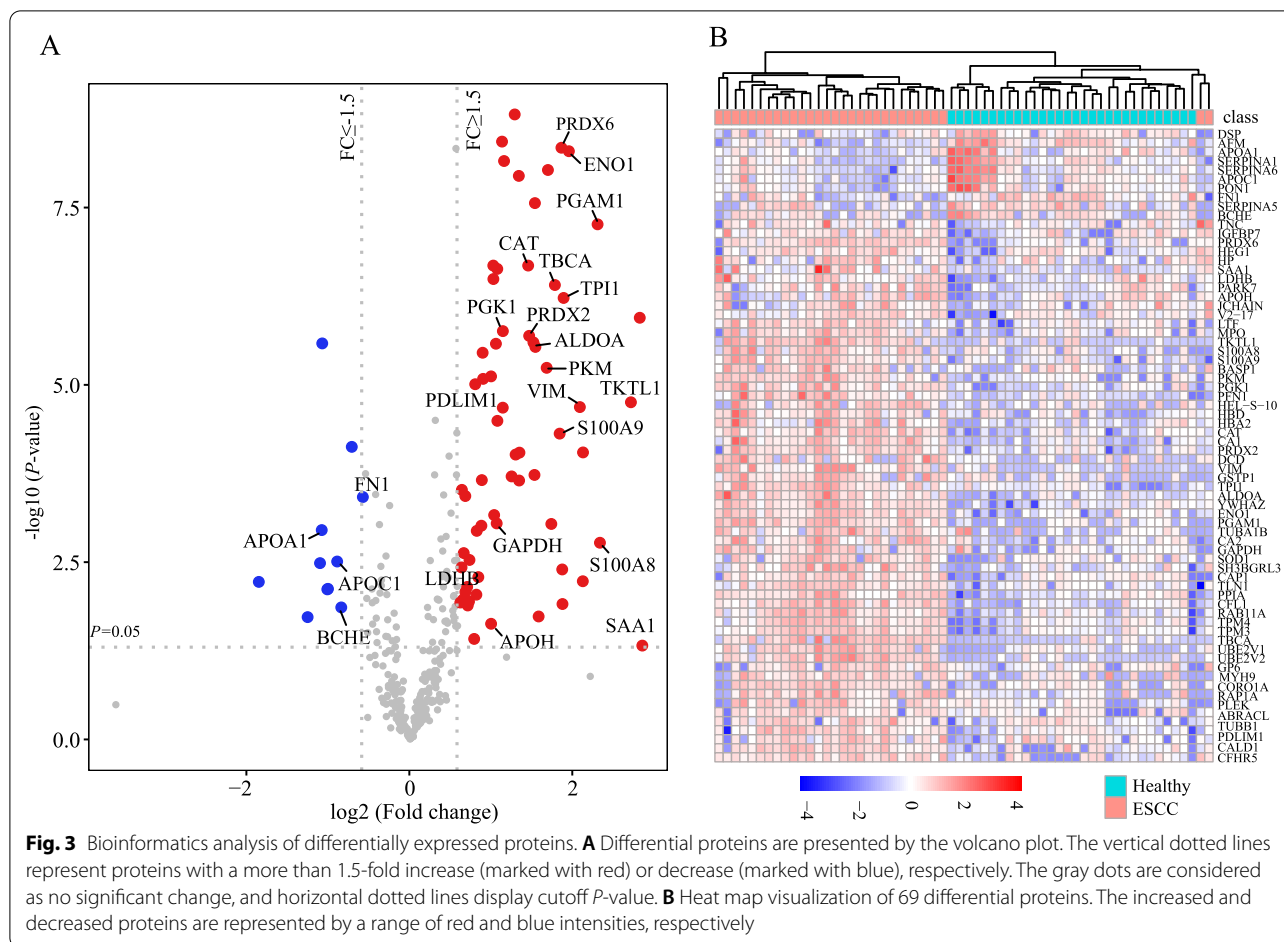 A
FC≤-1.5
FC≥1.5
PRDX6
ENO1
PGAM1
CAT
TBCA
TPI1
PGK1
PRDX2
ALDOA
PKM
VIM
TKTL1
PDLIM1
S100A9
FN1
APOA1
GAPDH
S100A8
APOC1
LDHB
BCHE
APOH
SAA1
P=0.05
7.5
5.0
2.5
0.0
-log10 (P-value)
−2
0
2
log2 (Fold change)
B
class
DSP
AFM
APOA1
SERPINA1
SERPINA6
APOC1
PON1
FN1
SERPINA5
BCHE
TNC
IGFBP7
PRDX6
HEG1
HP
SAA1
LDHB
PARK7
APOH
JCHAIN
V2−17
LTF
MPO
TKTL1
S100A8
S100A9
BASP1
PKM
PGK1
PFN1
HEL−S−10
HBD
HBA2
CAT
CA1
PRDX2
DCD
VIM
GSTP1
TPI1
ALDOA
YWHAZ
ENO1
PGAM1
TUBA1B
CA2
GAPDH
SOD1
SH3BGRL3
CAP1
TLN1
PPIA
CFL1
RAB11A
TPM4
TPM3
TBCA
UBE2V1
UBE2V2
GP6
MYH9
CORO1A
RAP1A
PLEK
ABRACL
TUBB1
PDLIM1
CALD1
CFHR5
−4
−2
0
2
4
Healthy
ESCC
Fig. 3 Bioinformatics analysis of differentially expressed proteins. A Differential proteins are presented by the volcano plot. The vertical dotted lines
represent proteins with a more than 1.5-fold increase (marked with red) or decrease (marked with blue), respectively. The gray dots are considered
as no significant change, and horizontal dotted lines display cutoff P-value. B Heat map visualization of 69 differential proteins. The increased and
decreased proteins are represented by a range of red and blue intensities, respectively